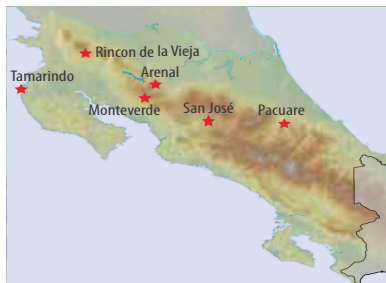 Rincon de la Vieja
Tamarindo
Arenal
Monteverde
San José
Pacuare